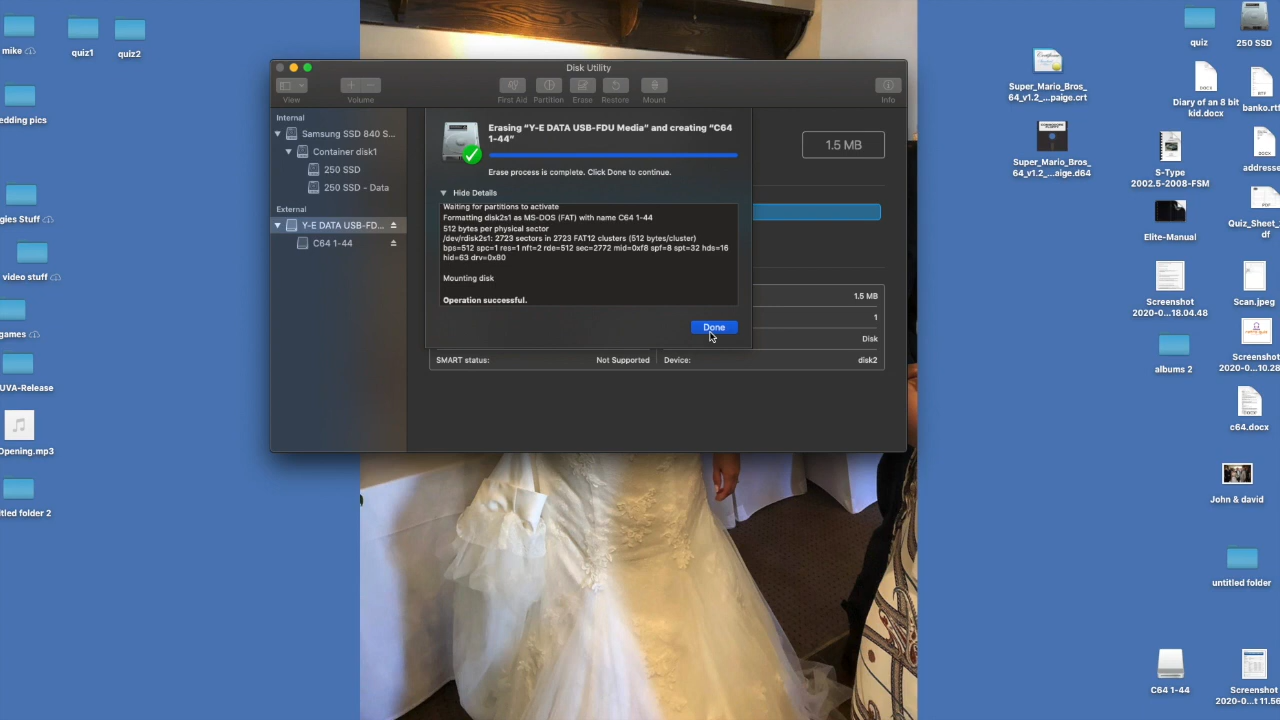 Disk Utility
View
Volume
First Aid
Partition
Erase
Restore
Mount
Info
Internal
Samsung SSD 840 S...
Container disk1
250 SSD
250 SSD - Data
External
Y-E DATA USB-FD...
C64 1-44
Erasing “Y-E DATA USB-FDU Media” and creating “C64
1-44”
Erase process is complete. Click Done to continue.
Hide Details
Waiting for partitions to activate
Formatting disk2s1 as MS-DOS (FAT) with name C64 1-44
512 bytes per physical sector
/dev/rdisk2s1: 2723 sectors in 2723 FAT12 clusters (512 bytes/cluster)
bps=512 spc=1 res=1 nft=2 rde=512 sec=2772 mid=0xf8 spf=8 spt=32 hds=16
hid=63 drv=0x80
Mounting disk
Operation successful.
Done
1.5 MB
1.5 MB
1
Disk
SMART status:
Not Supported
Device:
disk2
mike
quiz1
quiz2
edding pics
gies Stuff
video stuff
games
UVA-Release
Opening.mp3
itled folder 2
quiz
250 SSD
Super_Mario_Bros_
64_v1.2_...paige.crt
Diary of an 8 bit
kid.docx
banko.rtf
Super_Mario_Bros_
64_v1.2_...aige.d64
S-Type
2002.5-2008-FSM
addresse
Elite-Manual
Quiz_Sheet_
df
Screenshot
2020-0...18.04.48
Scan.jpeg
albums 2
Screenshot
2020-0...10.28
c64.docx
John & david
untitled folder
C64 1-44
Screenshot
2020-0...t 11.56